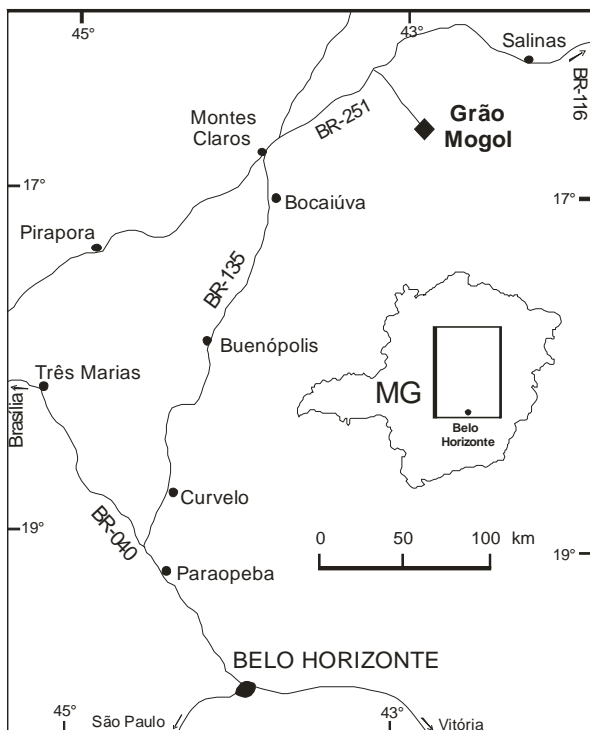 45°
43°
Salinas
BR-116
Grão
Mogol
BR-251
Montes
Claros
17°
17°
Bocaiúva
Pirapora
BR-135
Buenópolis
Três Marias
Brasília
MG
Belo
Horizonte
Curvelo
0 50 100 km
19°
BR-040
19°
Paraopeba
BELO HORIZONTE
45°
São Paulo
43°
Vitória